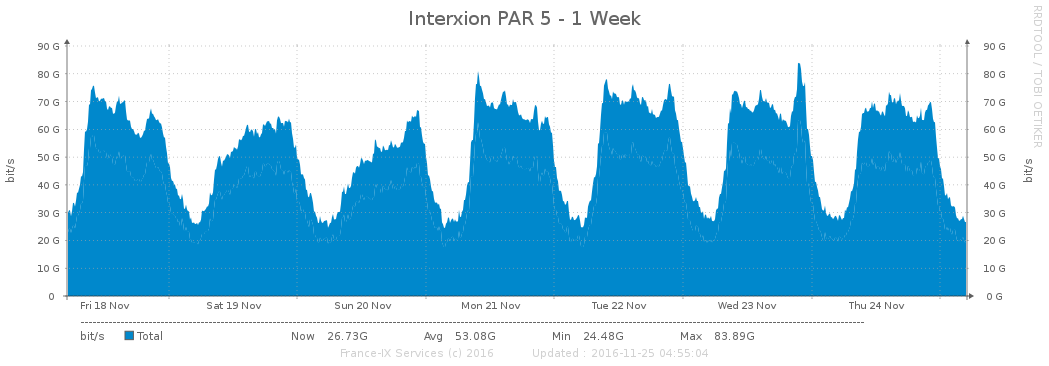 Interxion PAR 5 - 1 Week
RRDTOOL / TOBI OETIKER
90 G 90 G
80 G 80 G
70 G 70 G
60 G 60 G
50 G 50 G
40 G 40 G
30 G 30 G
20 G 20 G
10 G 10 G
0 0 G
bit/s
bit/s
Fri 18 Nov Sat 19 Nov Sun 20 Nov Mon 21 Nov Tue 22 Nov Wed 23 Nov Thu 24 Nov
bit/s Total Now 26.73G Avg 53.08G Min 24.48G Max 83.89G
France-IX Services (c) 2016 Updated : 2016-11-25 04:55:04